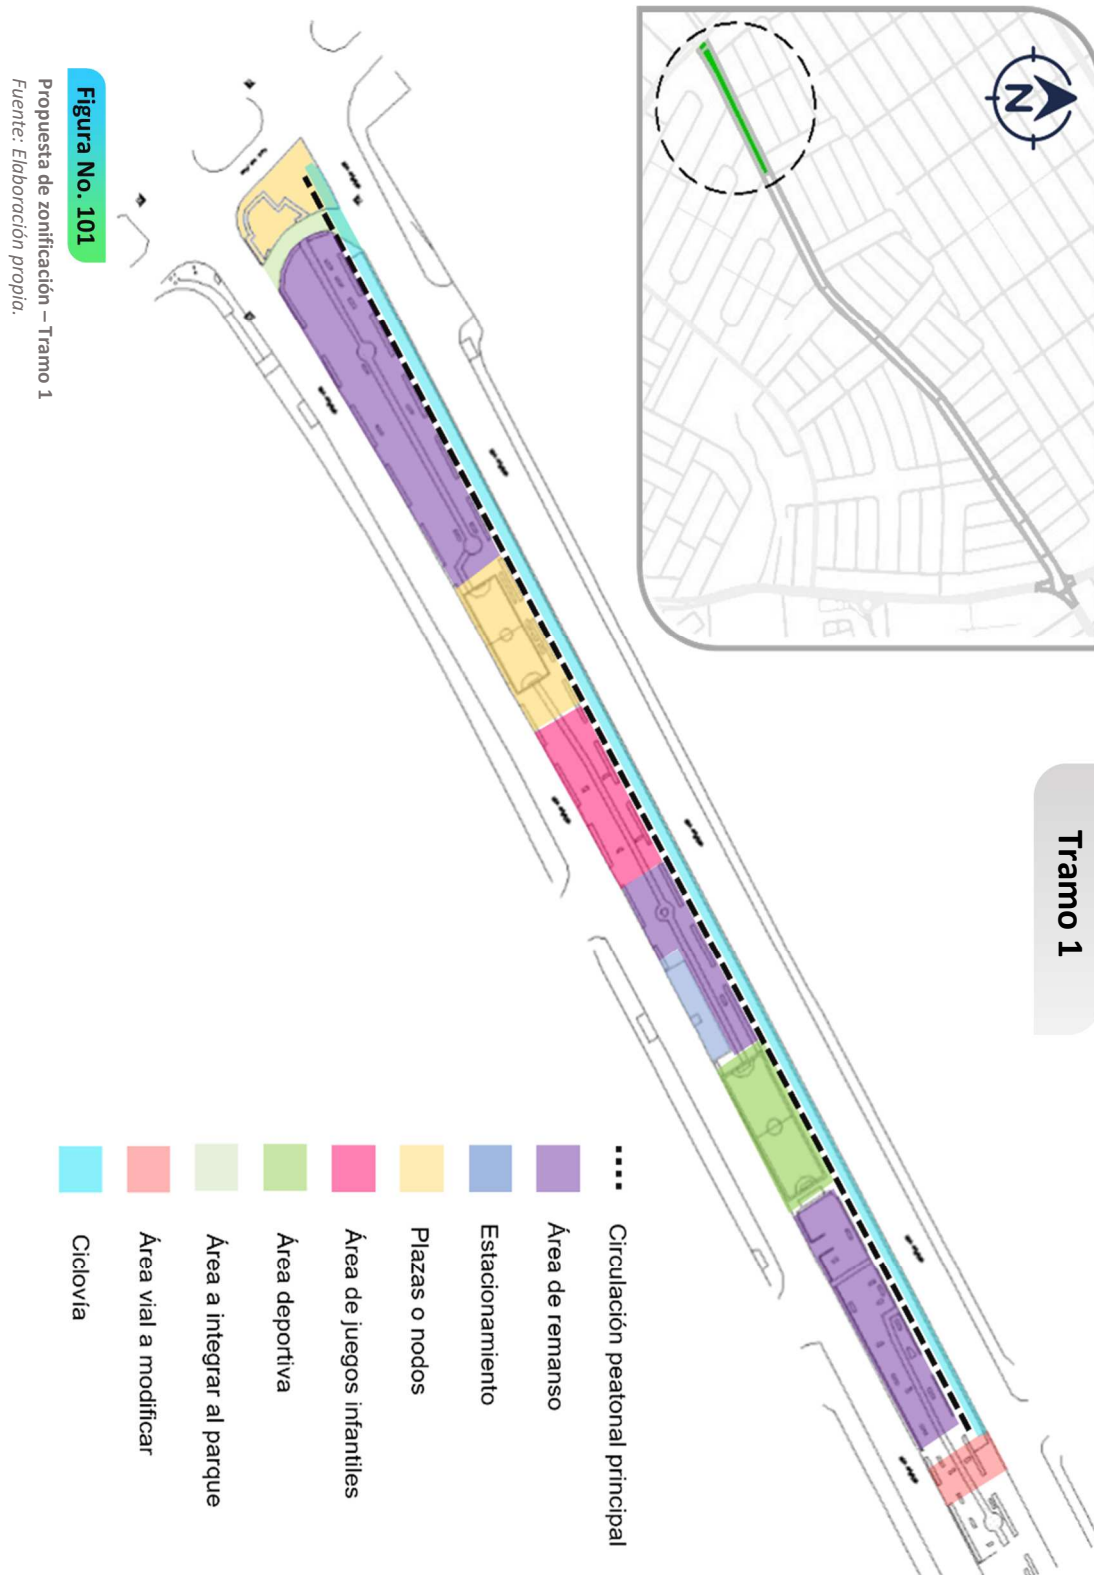 Tramo 1
N
Circulación peatonal principal
Área de remanso
Estacionamiento
Plazas o nodos
Área de juegos infantiles
Área deportiva
Área a integrar al parque
Área vial a modificar
Ciclovía
Figura No. 101
Propuesta de zonificación – Tramo 1
Fuente: Elaboración propia.